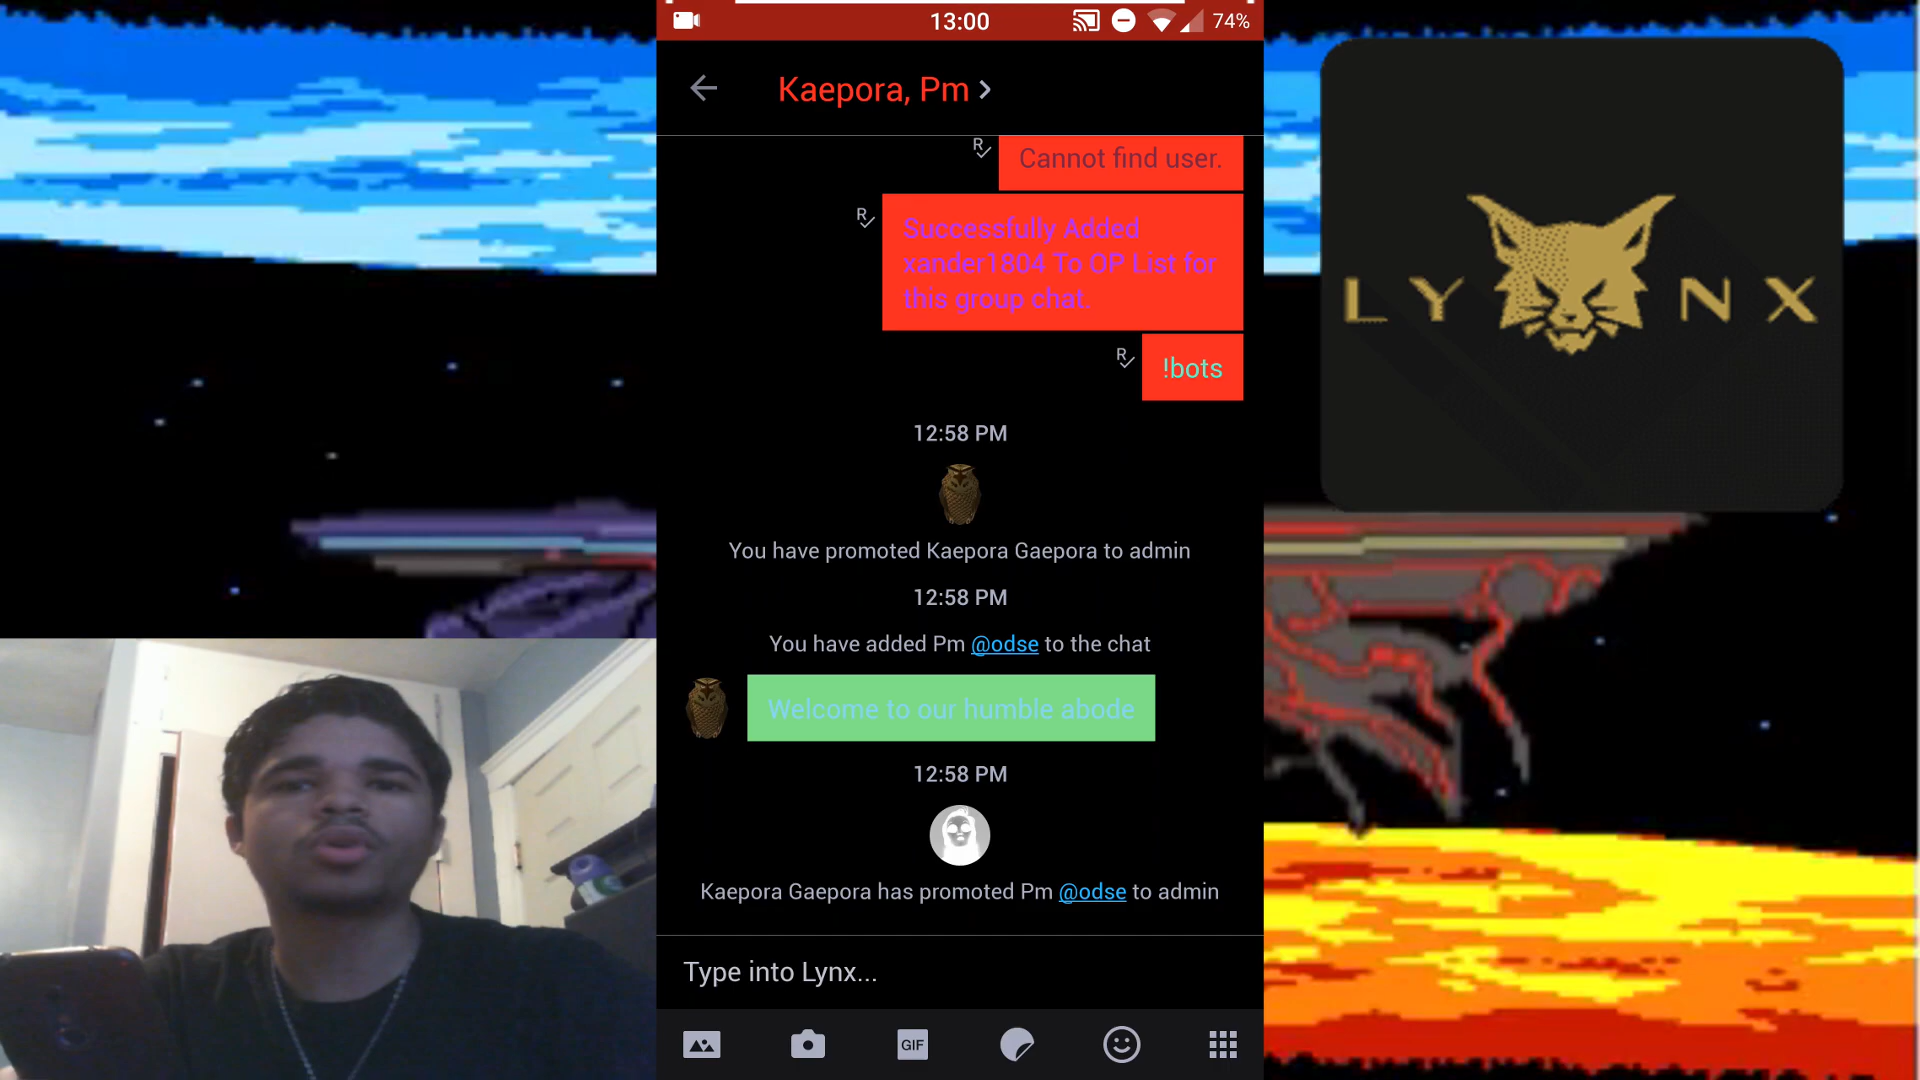 13:00
74%
Kaepora, Pm
Cannot find user.
Successfully Added
xander1804 To OP List for
this group chat.
!bots
12:58 PM
You have promoted Kaepora Gaepora to admin
12:58 PM
You have added Pm @odse to the chat
Welcome to our humble abode
12:58 PM
Kaepora Gaepora has promoted Pm @odse to admin
Type into Lynx...
GIF
LYNX